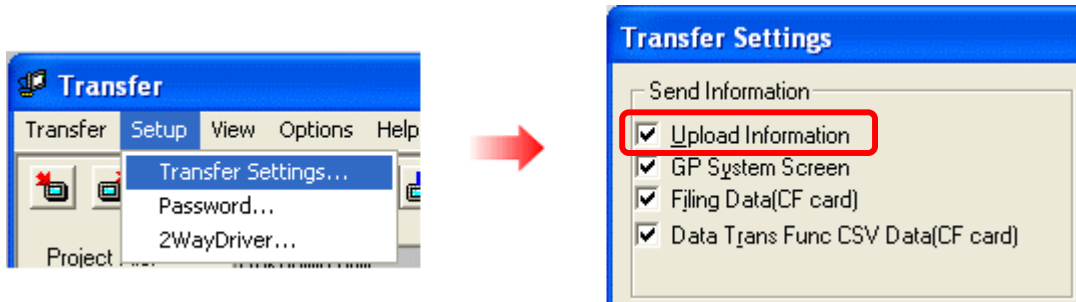 Transfer
Transfer Setup View Options Help
Transfer Settings...
Password...
2WayDriver...
Project
Transfer Settings
Send Information
Upload Information
GP System Screen
Filing Data(CF card)
Data Trans Func CSV Data(CF card)